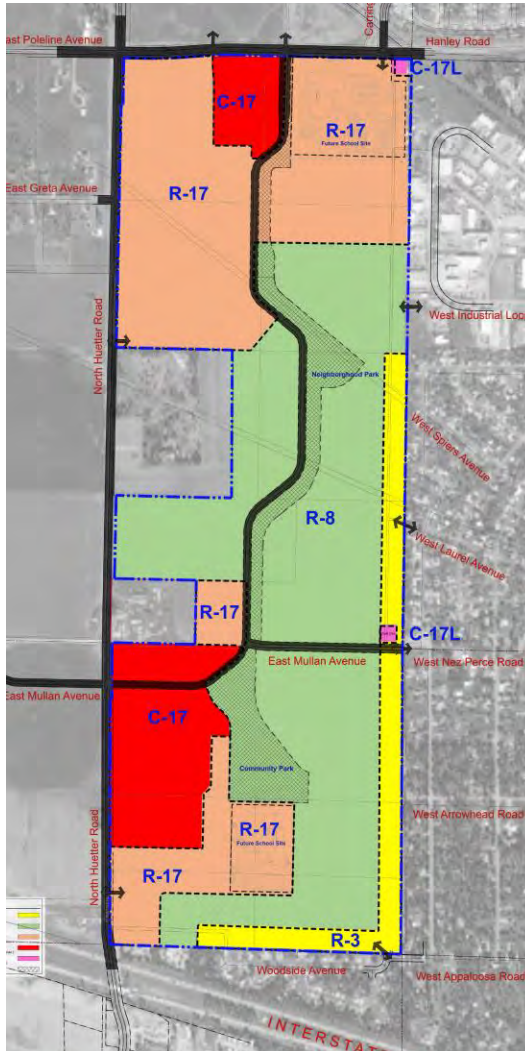 East Poleline Avenue
Carrin
Hanley Road
C-17
C-17L
R-17
Future School Site
East Greta Avenue
R-17
North Huetter Road
West Industrial Loo
Neighborhood Park
West Spiers Avenue
R-8
West Laurel Avenue
R-17
C-17L
East Mullan Avenue
West Nez Perce Road
East Mullan Avenue
C-17
Community Park
North Huetter Road
West Arrowhead Road
R-17
Future School Site
R-17
R-3
Woodside Avenue
West Appaloosa Road
INTERSTAT